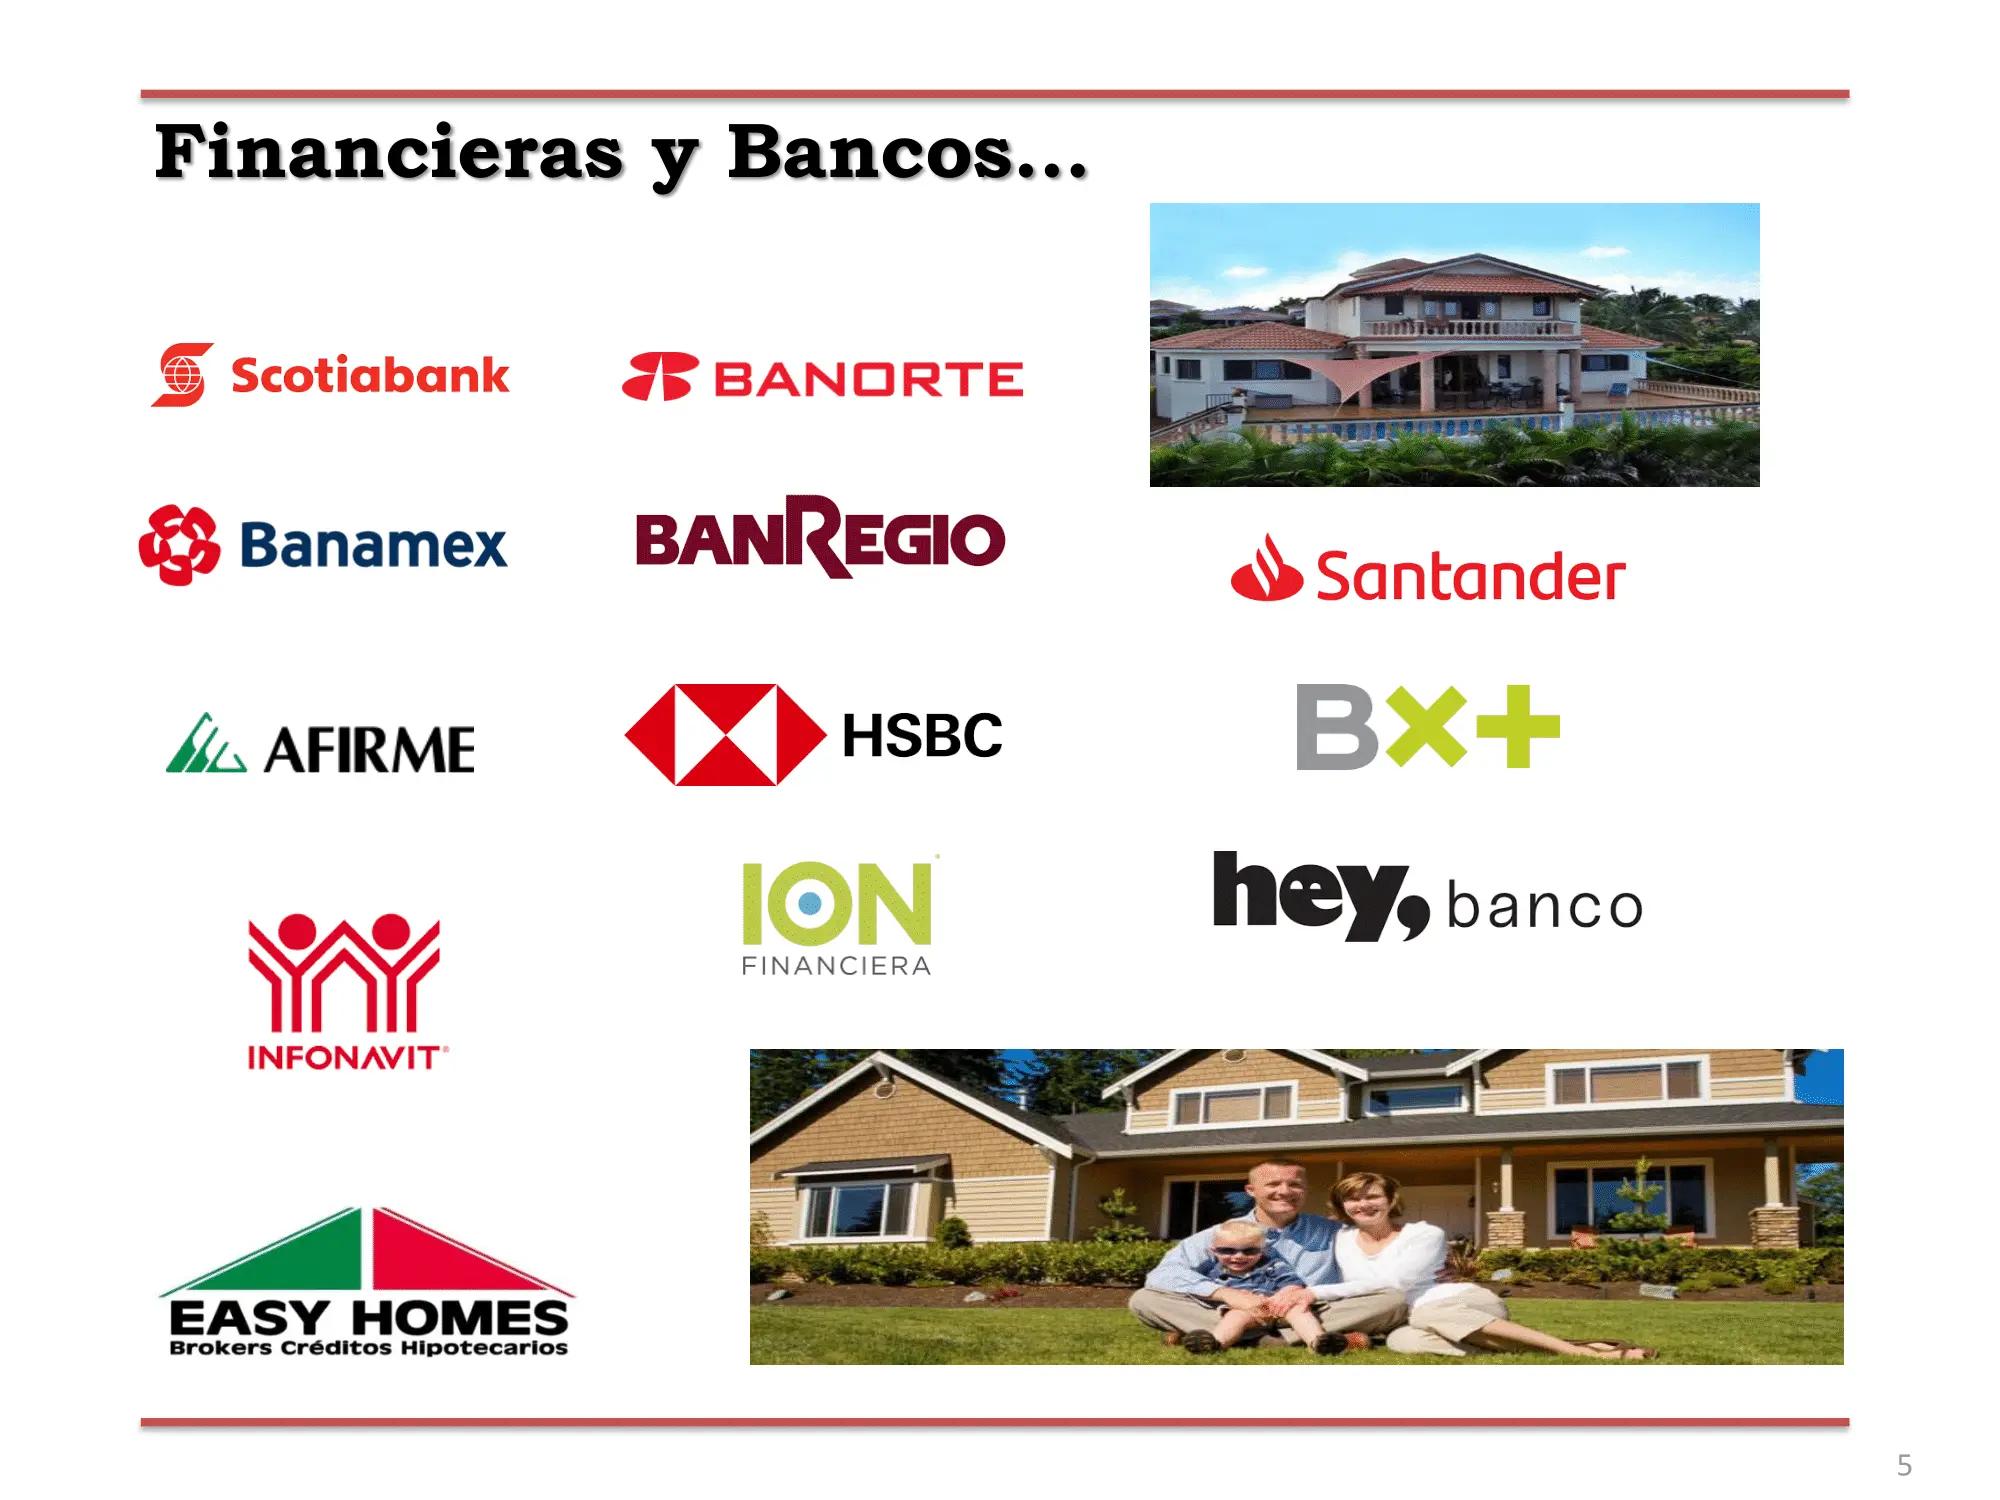 Financieras y Bancos...
Scotiabank
BANORTE
Banamex
BANREGIO
Santander
AFIRME
HSBC
BX+
ION
FINANCIERA
hey, banco
INFONAVIT
EASY HOMES
Brokers Créditos Hipotecarios
5